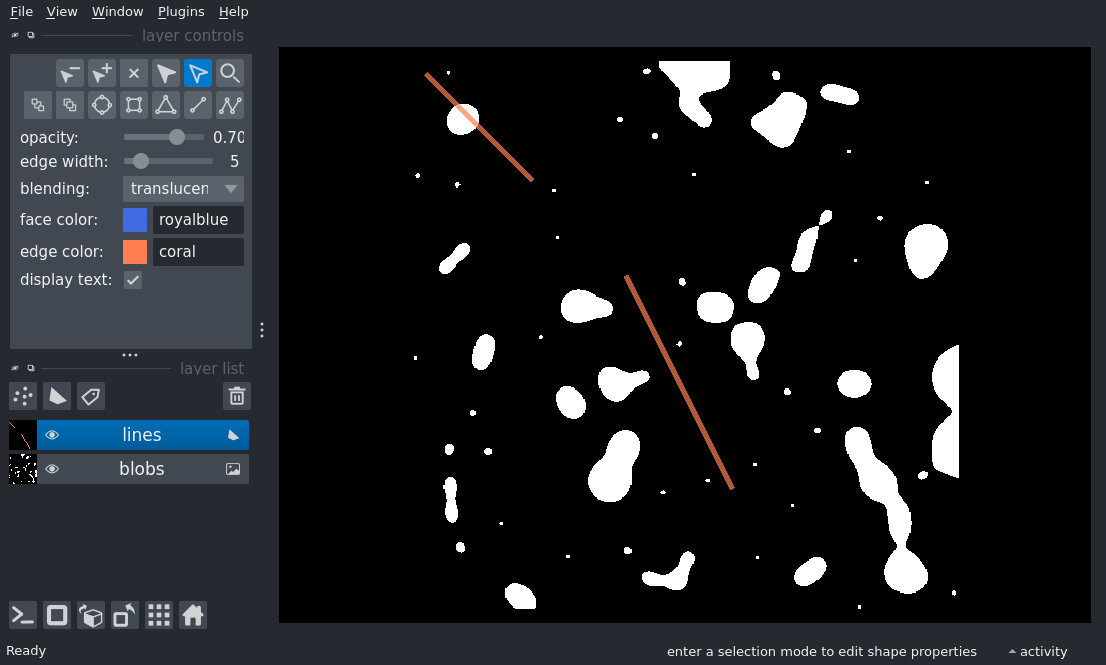 File View Window Plugins Help
layer controls
opacity: 0.70
edge width: 5
blending: translucen
face color: royalblue
edge color: coral
display text:
layer list
lines
blobs
Ready
enter a selection mode to edit shape properties
activity